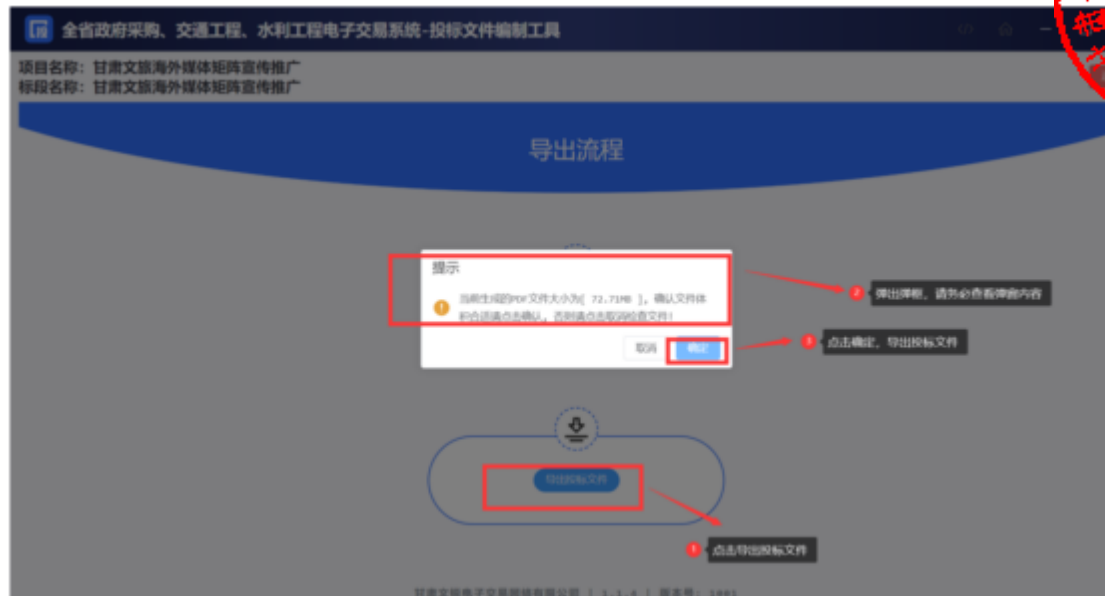 全省政府采购、交通工程、水利工程电子交易系统-投标文件编制工具
项目名称：甘肃文旅海外媒体矩阵宣传推广
标段名称：甘肃文旅海外媒体矩阵宣传推广
导出流程
提示
当前生成的PDF文件大小为[ 72.71MB ]，确认文件体
积合适请点击确认，否则请点击取消检查文件！
取消 确定
2 弹出弹框，请务必查看弹窗内容
3 点击确定，导出投标文件
导出投标文件
1 点击导出投标文件